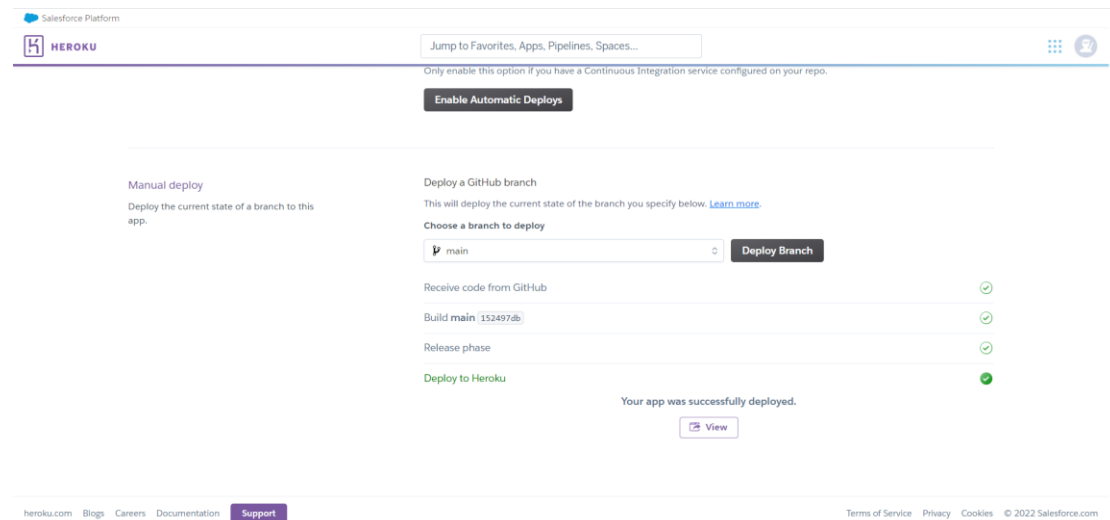 Salesforce Platform
HEROKU
Jump to Favorites, Apps, Pipelines, Spaces...
Only enable this option if you have a Continuous Integration service configured on your repo.
Enable Automatic Deploys
Manual deploy
Deploy the current state of a branch to this
app.
Deploy a GitHub branch
This will deploy the current state of the branch you specify below. Learn more.
Choose a branch to deploy
main
Deploy Branch
Receive code from GitHub
Build main 152497db
Release phase
Deploy to Heroku
Your app was successfully deployed.
View
heroku.com Blogs Careers Documentation Support
Terms of Service Privacy Cookies © 2022 Salesforce.com